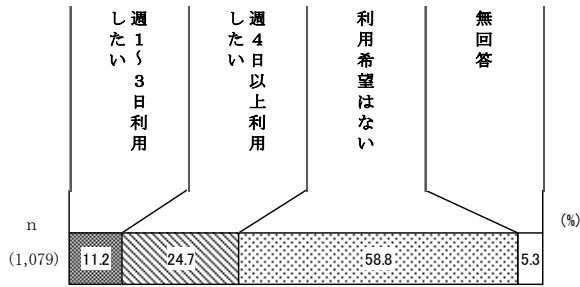 週1～3日利用
したい
週4日以上利用
したい
利用希望はない
無回答
(%)
n
(1,079)
11.2
24.7
58.8
5.3